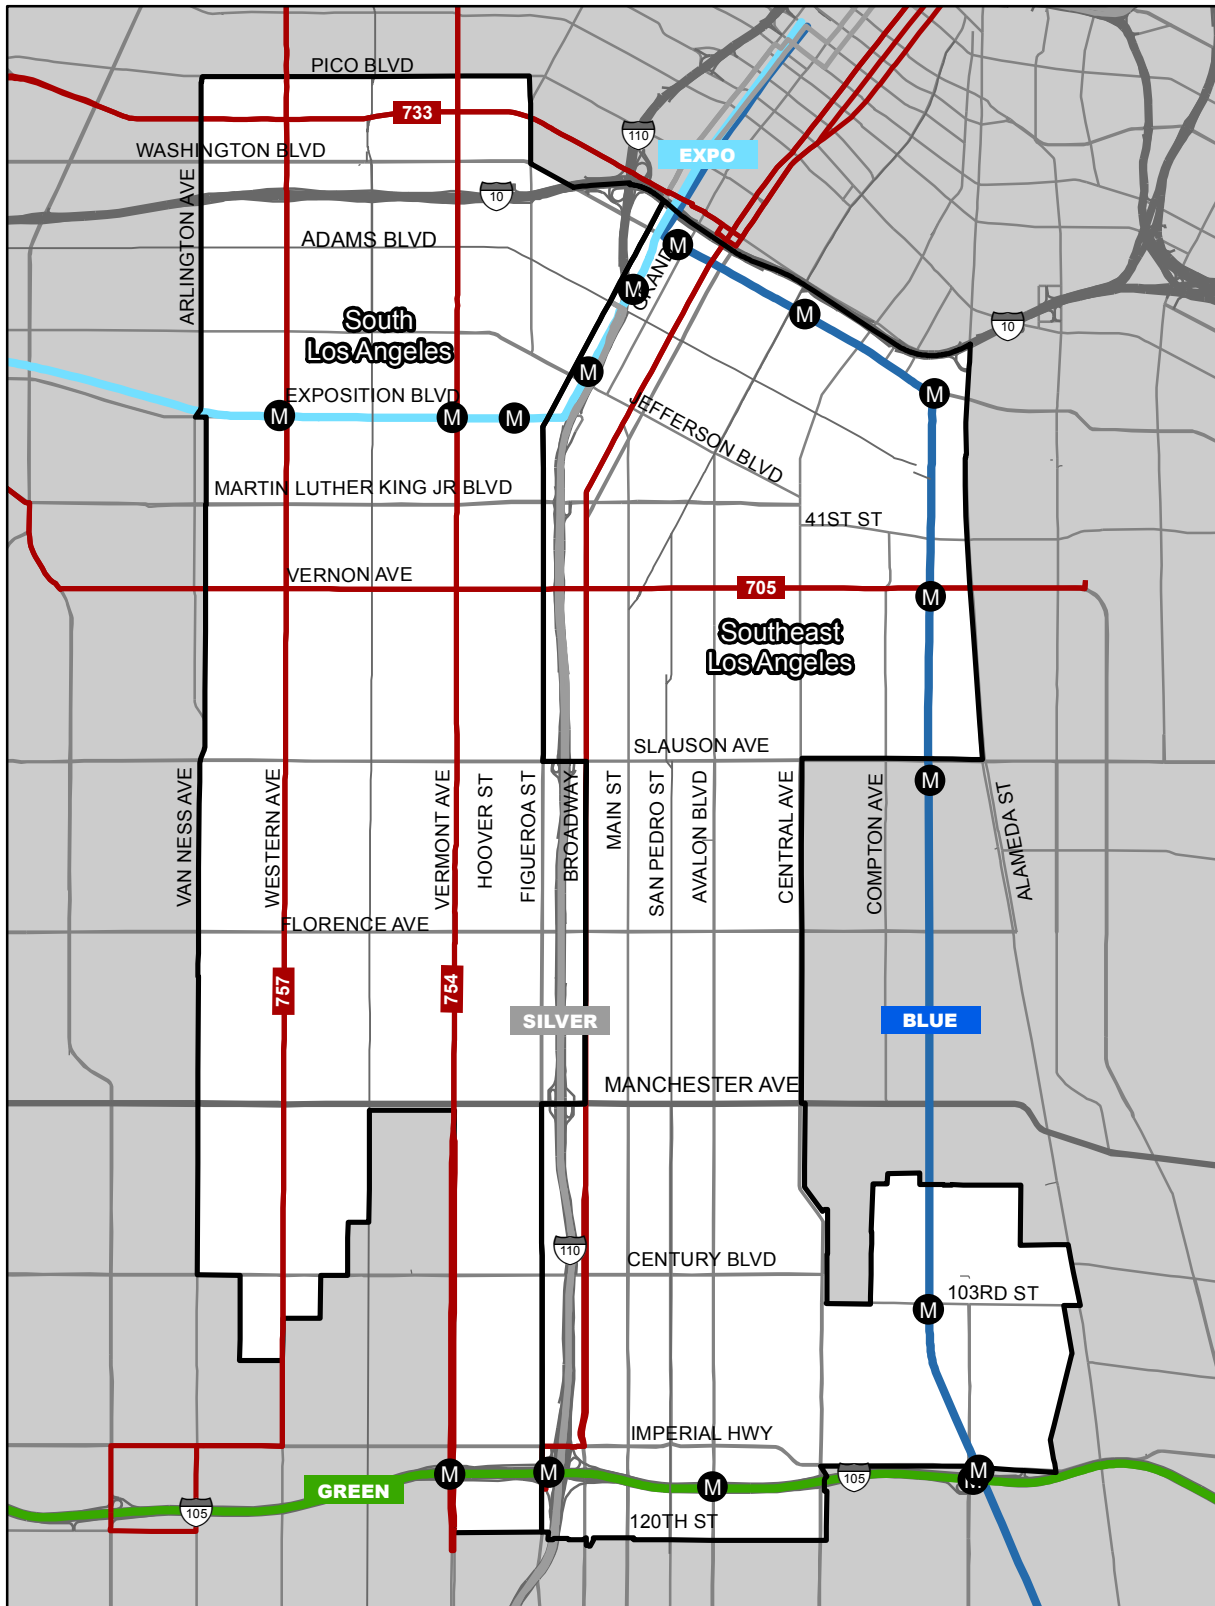 PICO BLVD
733
110
WASHINGTON BLVD
EXPO
10
ARLINGTON AVE
ADAMS BLVD
M
GRAND
M
M
10
South
Los Angeles
M
M
EXPOSITION BLVD
M
M
M
JEFFERSON BLVD
MARTIN LUTHER KING JR BLVD
41ST ST
VERNON AVE
705
M
Southeast
Los Angeles
SLAUSON AVE
M
VAN NESS AVE
WESTERN AVE
VERMONT AVE
HOOVER ST
FIGUEROA ST
BROADWAY
MAIN ST
SAN PEDRO ST
AVALON BLVD
CENTRAL AVE
COMPTON AVE
ALAMEDA ST
FLORENCE AVE
757
754
SILVER
BLUE
MANCHESTER AVE
110
CENTURY BLVD
103RD ST
M
IMPERIAL HWY
M
M
M
105
M
M
GREEN
105
120TH ST